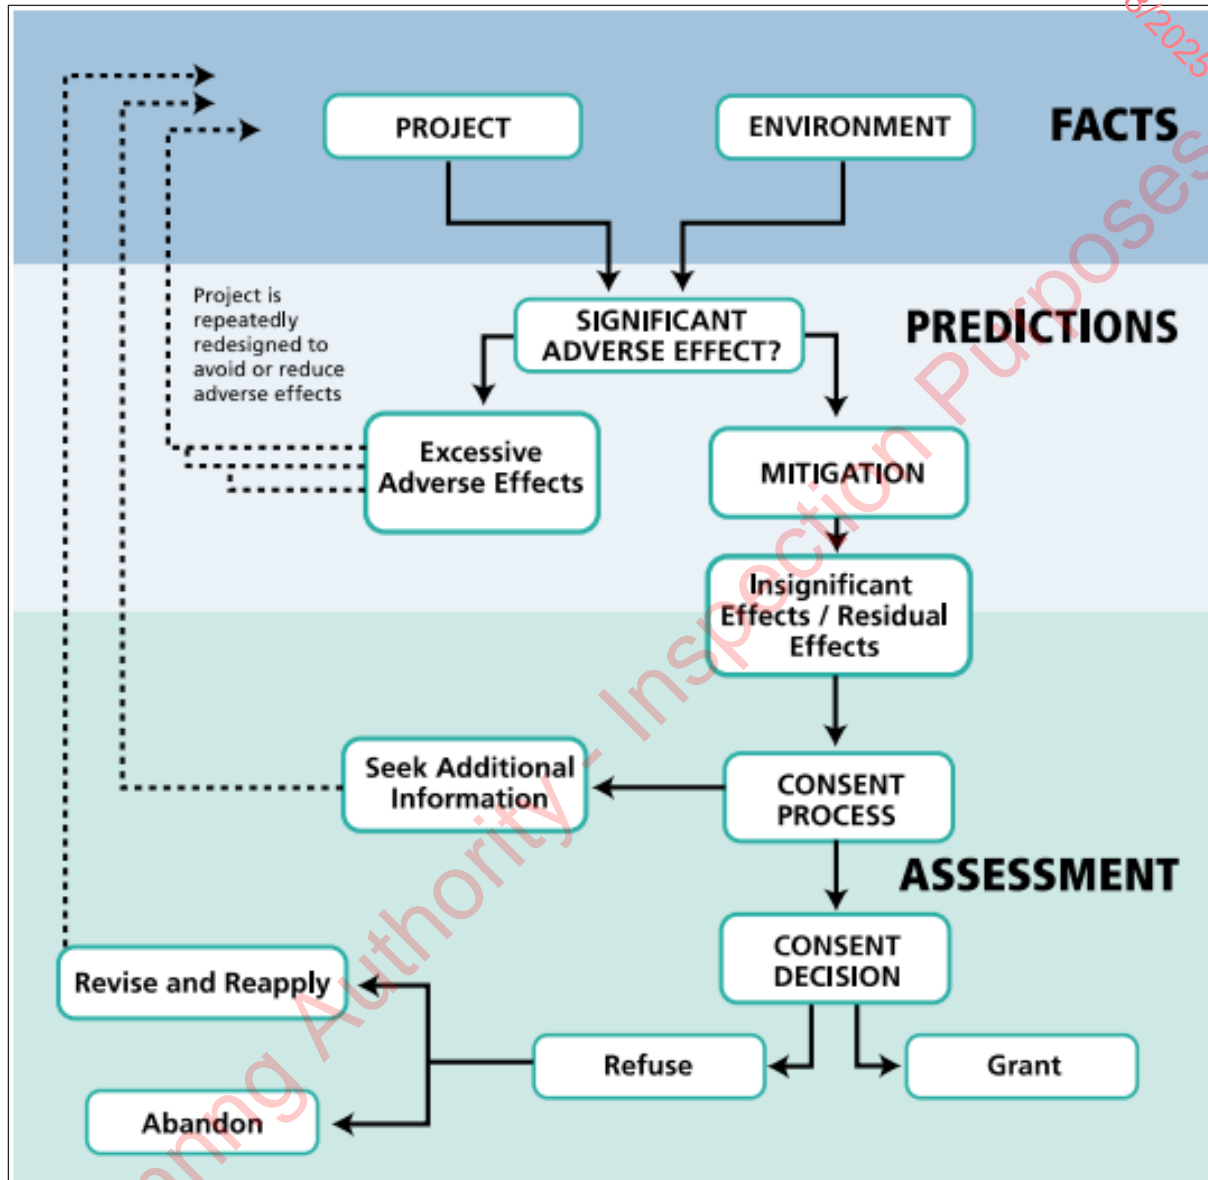 PROJECT
ENVIRONMENT
FACTS
Project is
repeatedly
redesigned to
avoid or reduce
adverse effects
SIGNIFICANT
ADVERSE EFFECT?
PREDICTIONS
Excessive
Adverse Effects
MITIGATION
Insignificant
Effects / Residual
Effects
Seek Additional
Information
CONSENT
PROCESS
ASSESSMENT
CONSENT
DECISION
Revise and Reapply
Refuse
Grant
Abandon
Authority - Inspection Purposes
/2025